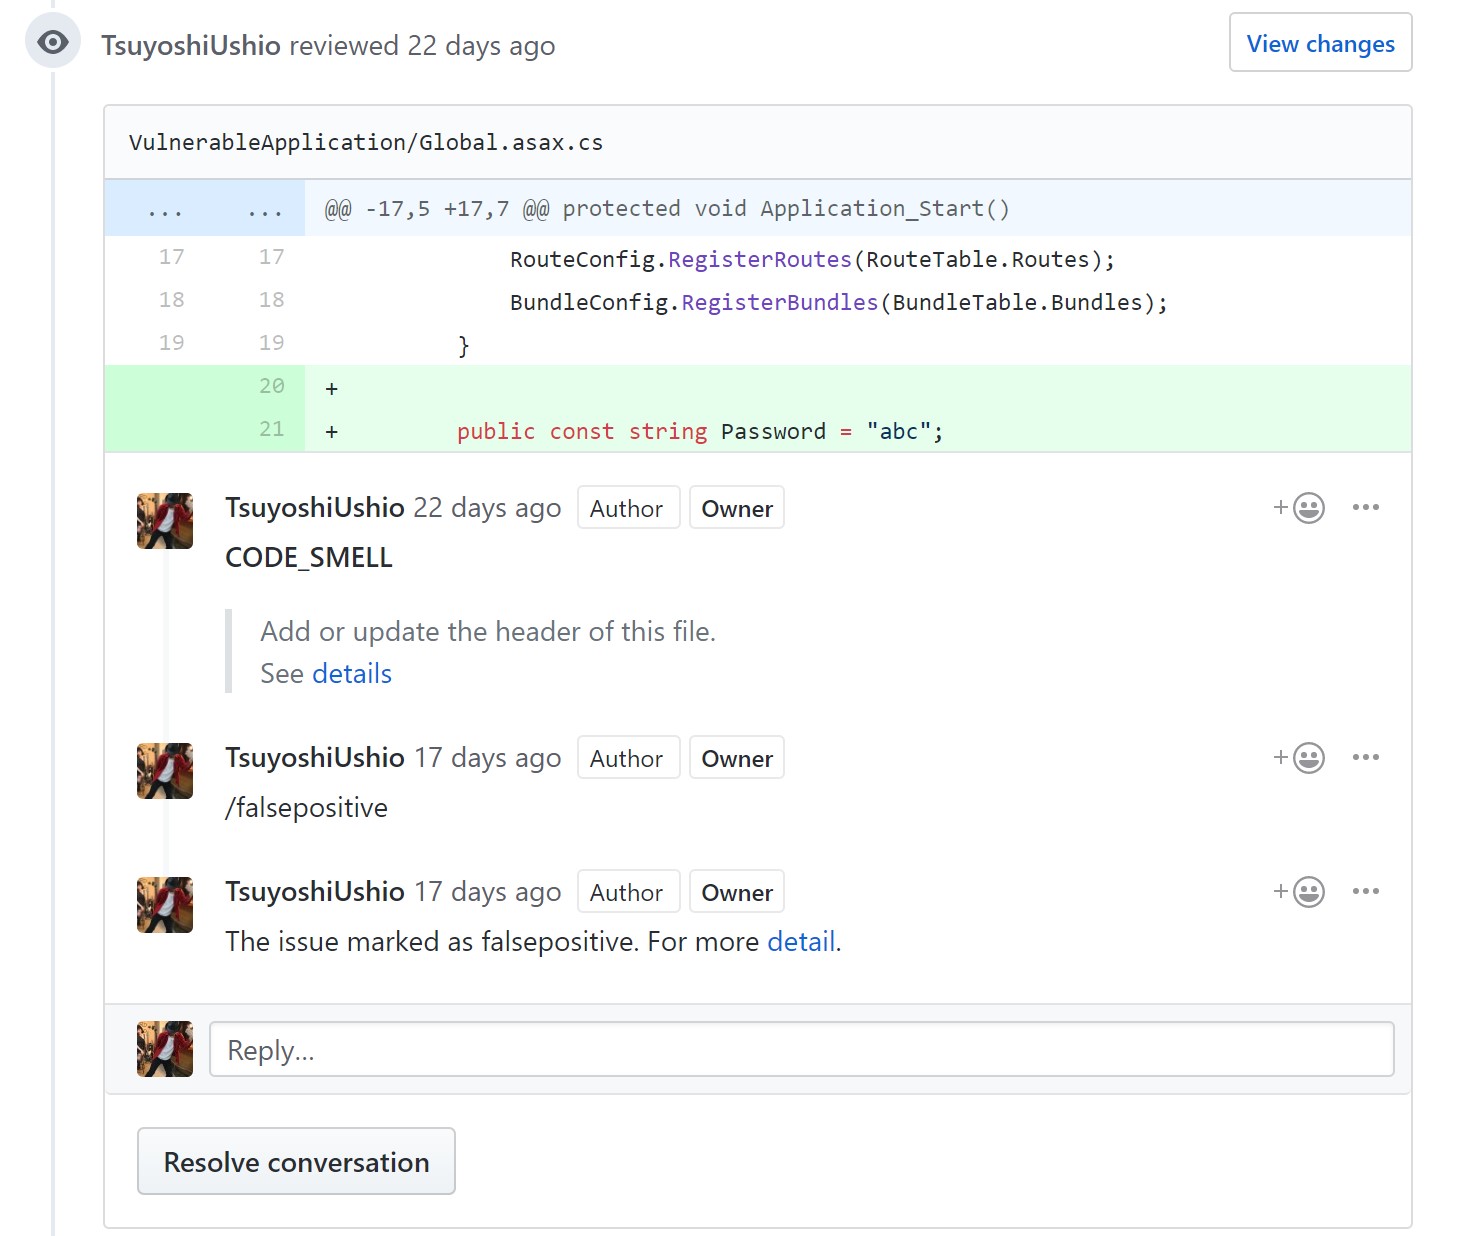 TsuyoshiUshio reviewed 22 days ago
View changes
VulnerableApplication/Global.asax.cs
... ... @@ -17,5 +17,7 @@ protected void Application_Start()
17 17 RouteConfig.RegisterRoutes(RouteTable.Routes);
18 18 BundleConfig.RegisterBundles(BundleTable.Bundles);
19 19 }
20 +
21 + public const string Password = "abc";
TsuyoshiUshio 22 days ago Author Owner
CODE_SMELL
Add or update the header of this file.
See details
TsuyoshiUshio 17 days ago Author Owner
/falsepositive
TsuyoshiUshio 17 days ago Author Owner
The issue marked as falsepositive. For more detail.
Reply...
Resolve conversation